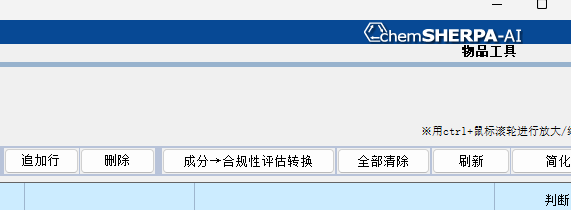 chemSHERPA-AI
物品工具
※用ctrl+鼠标滚轮进行放大/
追加行 删除 成分→合规性评估转换 全部清除 刷新 简化
判断